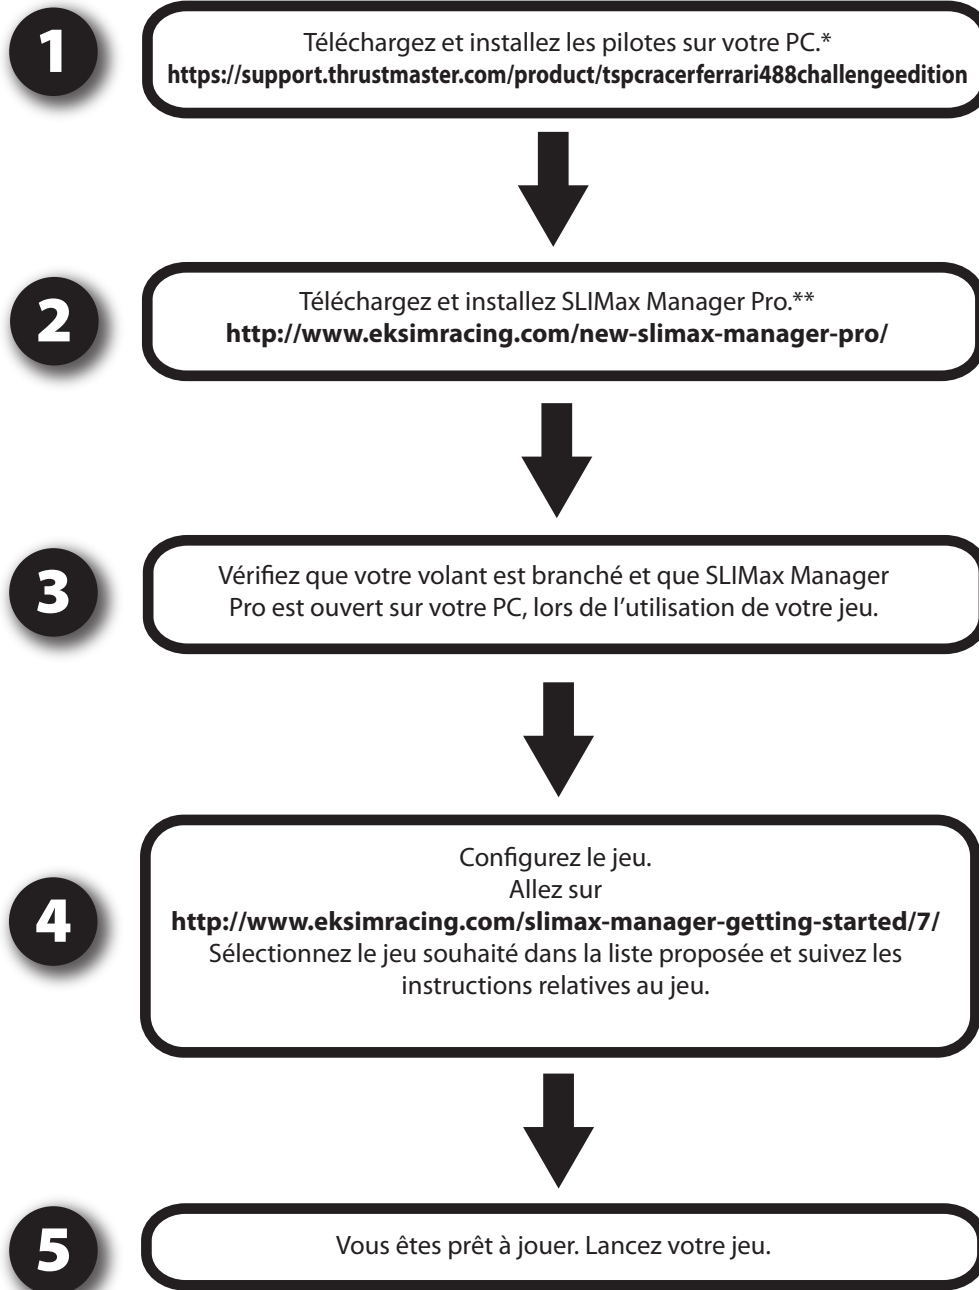 1
Téléchargez et installez les pilotes sur votre PC.*
https://support.thrustmaster.com/product/tspcracerferrari488challengeedition
2
Téléchargez et installez SLIMax Manager Pro.**
http://www.eksimracing.com/new-slimax-manager-pro/
3
Vérifiez que votre volant est branché et que SLIMax Manager
Pro est ouvert sur votre PC, lors de l’utilisation de votre jeu.
4
Configurez le jeu.
Allez sur
http://www.eksimracing.com/slimax-manager-getting-started/7/
Sélectionnez le jeu souhaité dans la liste proposée et suivez les
instructions relatives au jeu.
5
Vous êtes prêt à jouer. Lancez votre jeu.